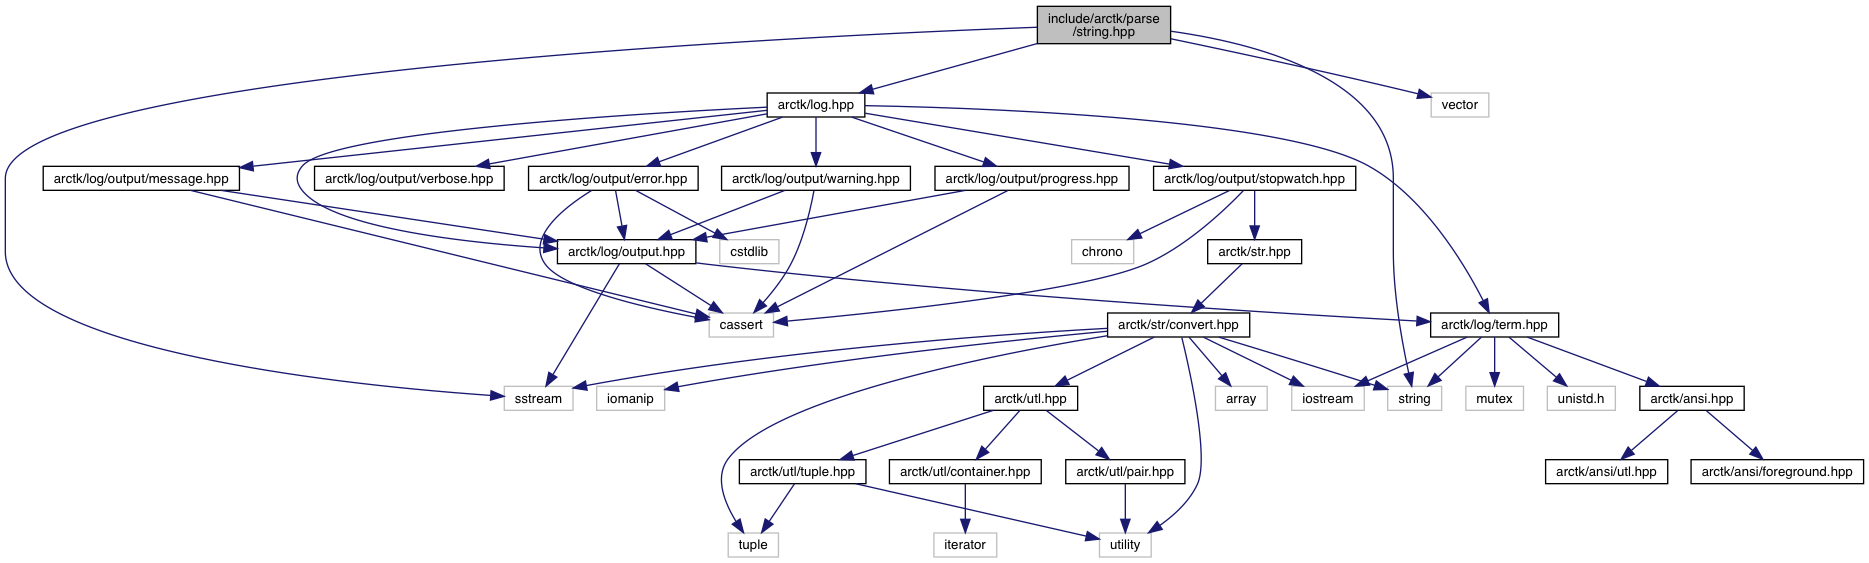 include/arctk/parse
/string.hpp
arctk/log.hpp
vector
arctk/log/output/message.hpp
arctk/log/output/verbose.hpp
arctk/log/output/error.hpp
arctk/log/output/warning.hpp
arctk/log/output/progress.hpp
arctk/log/output/stopwatch.hpp
arctk/log/output.hpp
cstdlib
chrono
arctk/str.hpp
cassert
arctk/str/convert.hpp
arctk/log/term.hpp
sstream
iomanip
arctk/utl.hpp
array
iostream
string
mutex
unistd.h
arctk/ansi.hpp
arctk/utl/tuple.hpp
arctk/utl/container.hpp
arctk/utl/pair.hpp
arctk/ansi/utl.hpp
arctk/ansi/foreground.hpp
tuple
iterator
utility